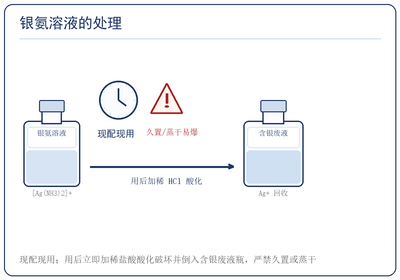 银氨溶液的处理
现配现用
久置/蒸干易爆
银氨溶液
含银废液
用后加稀 HCl 酸化
[Ag(NH3)2]+
Ag+ 回收
现配现用；用后立即加稀盐酸酸化破坏并倒入含银废液瓶，严禁久置或蒸干